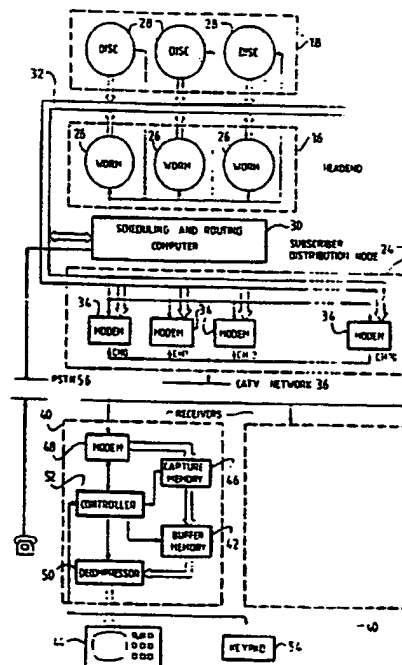 28 28 28
18
DISC DISC DISC
32
26 26 26
16
WORM WORM WORM
HEADEND
30
SCHEDULING AND ROUTING
COMPUTER
SUBSCRIBER
DISTRIBUTION NODE
24
34 34 34
MODEM MODEM MODEM MODEM
CH0
PSTN 56
CATV NETWORK 36
RECEIVERS
40
48
MODEM
52
CAPTURE
MEMORY
46
CONTROLLER
BUFFER
MEMORY
42
50
DECOMPRESSOR
40
KEYPAD
54